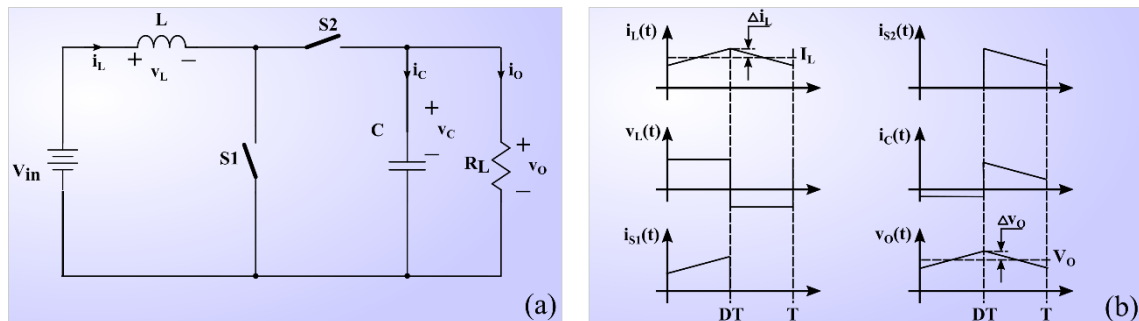 L
S2
i_L
+ v_L −
i_C
i_O
+
v_C
−
C
S1
V_in
R_L
+
v_O
−
(a)
i_L(t)
Δi_L
I_L
i_S2(t)
v_L(t)
i_C(t)
i_S1(t)
v_O(t)
Δv_O
V_O
DT
T
DT
T
(b)